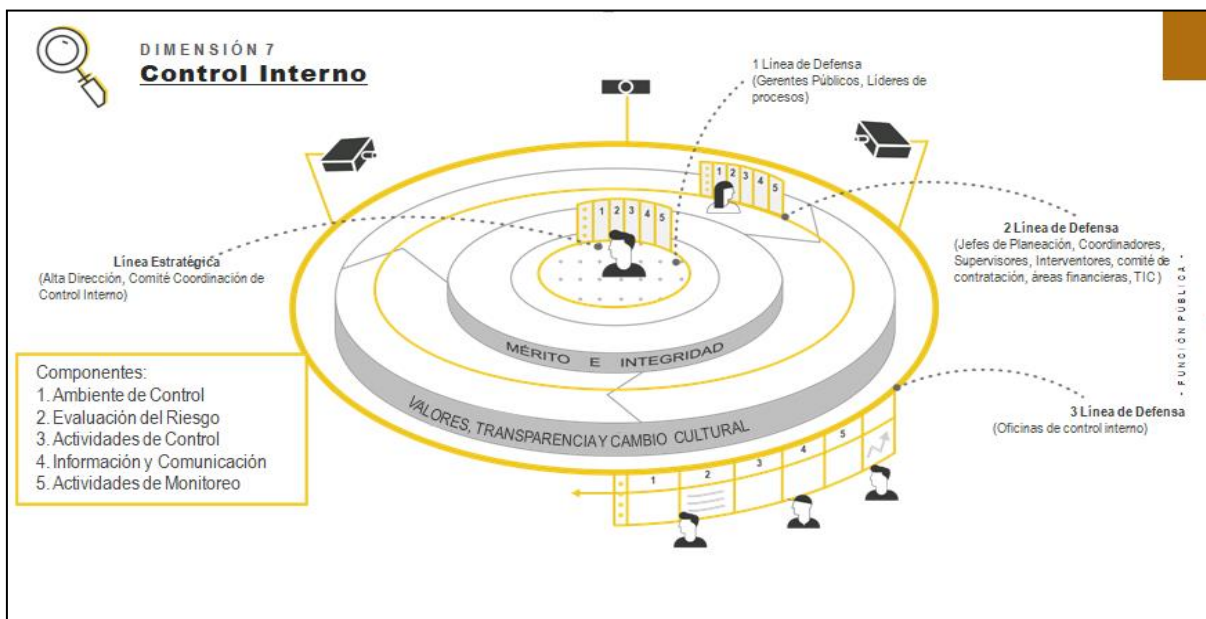 DIMENSIÓN 7
Control Interno
1 Línea de Defensa
(Gerentes Públicos, Líderes de
procesos)
1 2 3 4 5
1 2 3 4 5
Línea Estratégica
(Alta Dirección, Comité Coordinación de
Control Interno)
2 Línea de Defensa
(Jefes de Planeación, Coordinadores,
Supervisores, Interventores, comité de
contratación, áreas financieras, TIC )
- FUNCIÓN PÚBLICA -
MÉRITO E INTEGRIDAD
VALORES, TRANSPARENCIA Y CAMBIO CULTURAL
Componentes:
1. Ambiente de Control
2. Evaluación del Riesgo
3. Actividades de Control
4. Información y Comunicación
5. Actividades de Monitoreo
3 Línea de Defensa
(Oficinas de control interno)
1 2 3 4 5